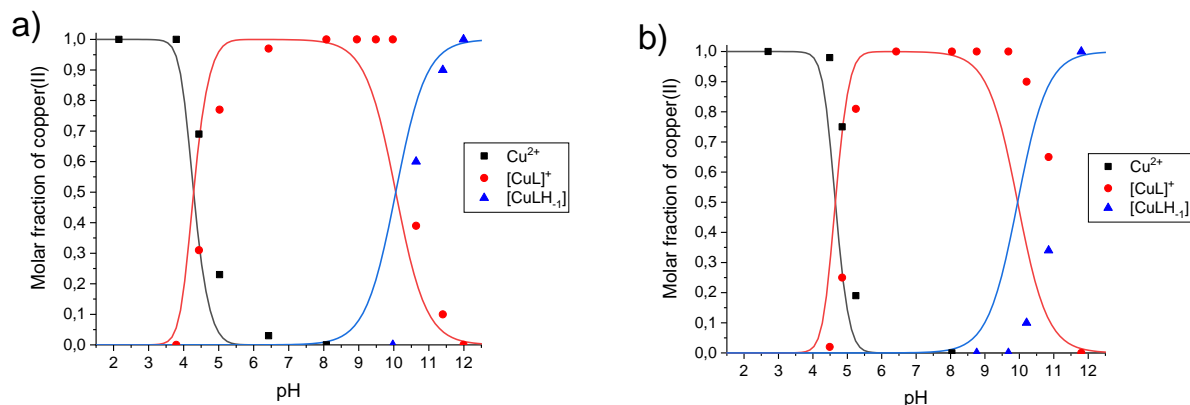 a)
1,0
0,9
0,8
0,7
0,6
0,5
0,4
0,3
0,2
0,1
0,0
Molar fraction of copper(II)
2 3 4 5 6 7 8 9 10 11 12
pH
Cu²⁺
[CuL]⁺
[CuLH₋₁]
b)
1,0
0,9
0,8
0,7
0,6
0,5
0,4
0,3
0,2
0,1
0,0
Molar fraction of copper(II)
2 3 4 5 6 7 8 9 10 11 12
pH
Cu²⁺
[CuL]⁺
[CuLH₋₁]